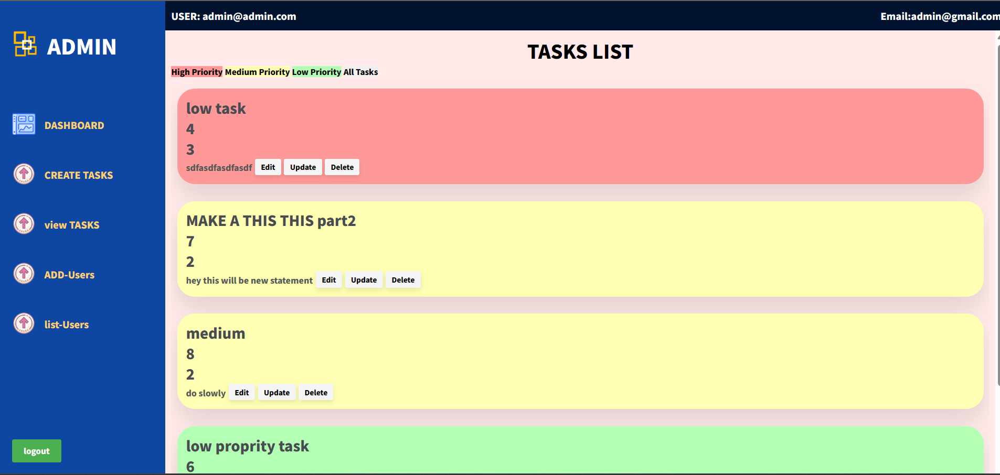 ADMIN
DASHBOARD
CREATE TASKS
view TASKS
ADD-Users
list-Users
logout
USER: admin@admin.com
Email:admin@gmail.com
TASKS LIST
High Priority Medium Priority Low Priority All Tasks
low task
4
3
sdfasdfasdfasdf Edit Update Delete
MAKE A THIS THIS part2
7
2
hey this will be new statement Edit Update Delete
medium
8
2
do slowly Edit Update Delete
low proprity task
6